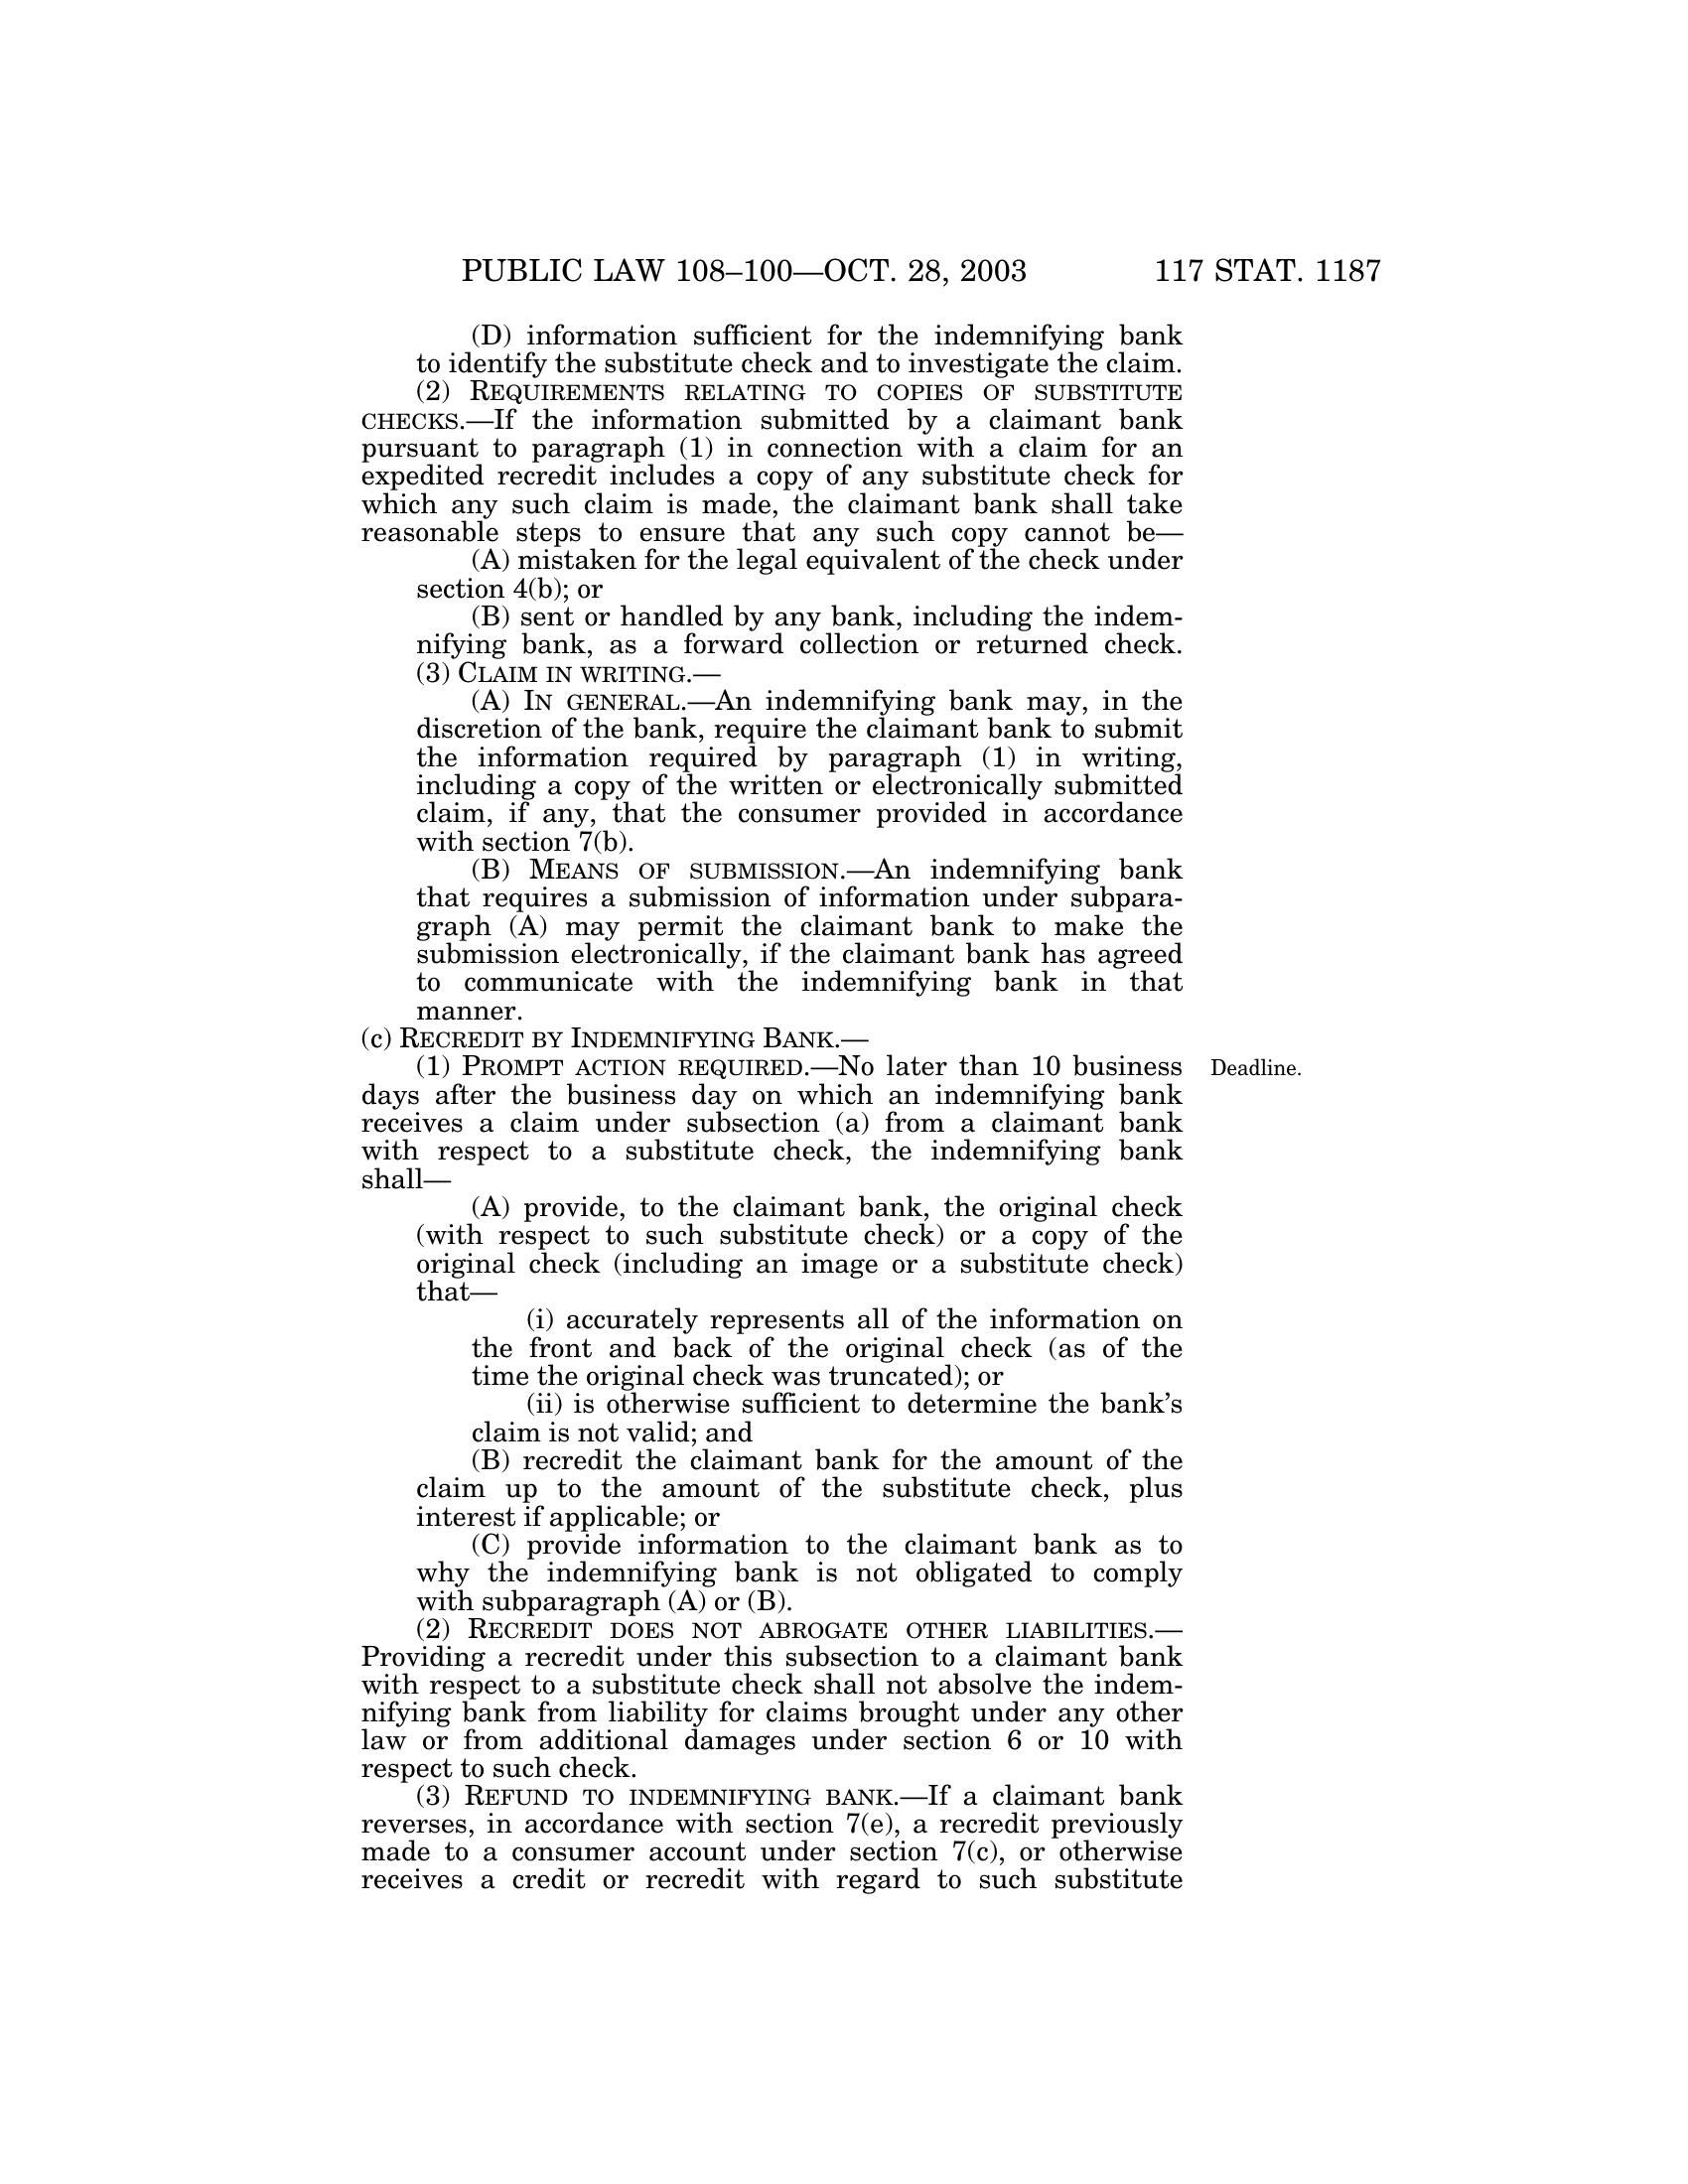 PUBLIC LAW 108–100—OCT. 28, 2003 117 STAT. 1187
(D) information sufficient for the indemnifying bank
to identify the substitute check and to investigate the claim.
(2) REQUIREMENTS RELATING TO COPIES OF SUBSTITUTE
CHECKS.—If the information submitted by a claimant bank
pursuant to paragraph (1) in connection with a claim for an
expedited recredit includes a copy of any substitute check for
which any such claim is made, the claimant bank shall take
reasonable steps to ensure that any such copy cannot be—
(A) mistaken for the legal equivalent of the check under
section 4(b); or
(B) sent or handled by any bank, including the indem-
nifying bank, as a forward collection or returned check.
(3) CLAIM IN WRITING.—
(A) IN GENERAL.—An indemnifying bank may, in the
discretion of the bank, require the claimant bank to submit
the information required by paragraph (1) in writing,
including a copy of the written or electronically submitted
claim, if any, that the consumer provided in accordance
with section 7(b).
(B) MEANS OF SUBMISSION.—An indemnifying bank
that requires a submission of information under subpara-
graph (A) may permit the claimant bank to make the
submission electronically, if the claimant bank has agreed
to communicate with the indemnifying bank in that
manner.
(c) RECREDIT BY INDEMNIFYING BANK.—
(1) PROMPT ACTION REQUIRED.—No later than 10 business Deadline.
days after the business day on which an indemnifying bank
receives a claim under subsection (a) from a claimant bank
with respect to a substitute check, the indemnifying bank
shall—
(A) provide, to the claimant bank, the original check
(with respect to such substitute check) or a copy of the
original check (including an image or a substitute check)
that—
(i) accurately represents all of the information on
the front and back of the original check (as of the
time the original check was truncated); or
(ii) is otherwise sufficient to determine the bank's
claim is not valid; and
(B) recredit the claimant bank for the amount of the
claim up to the amount of the substitute check, plus
interest if applicable; or
(C) provide information to the claimant bank as to
why the indemnifying bank is not obligated to comply
with subparagraph (A) or (B).
(2) RECREDIT DOES NOT ABROGATE OTHER LIABILITIES.—
Providing a recredit under this subsection to a claimant bank
with respect to a substitute check shall not absolve the indem-
nifying bank from liability for claims brought under any other
law or from additional damages under section 6 or 10 with
respect to such check.
(3) REFUND TO INDEMNIFYING BANK.—If a claimant bank
reverses, in accordance with section 7(e), a recredit previously
made to a consumer account under section 7(c), or otherwise
receives a credit or recredit with regard to such substitute